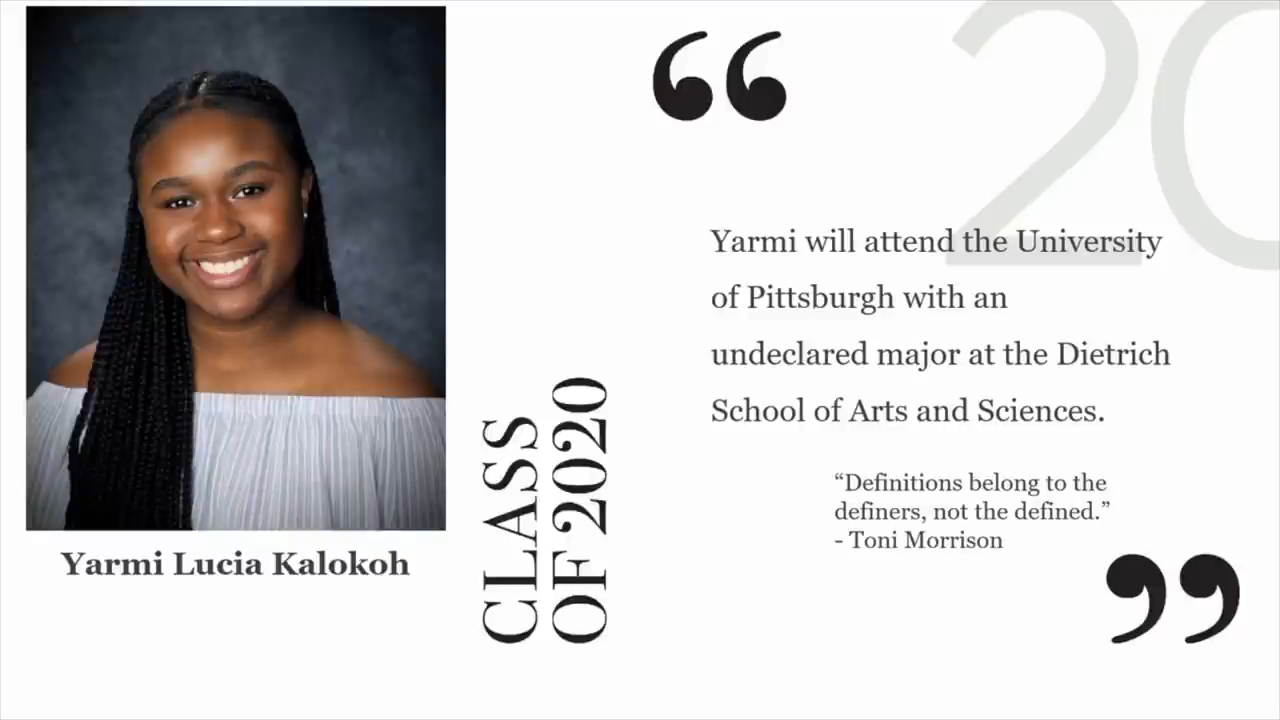 20
“
Yarmi will attend the University
of Pittsburgh with an
undeclared major at the Dietrich
School of Arts and Sciences.
“Definitions belong to the
definers, not the defined.”
- Toni Morrison
”
CLASS
OF 2020
Yarmi Lucia Kalokoh